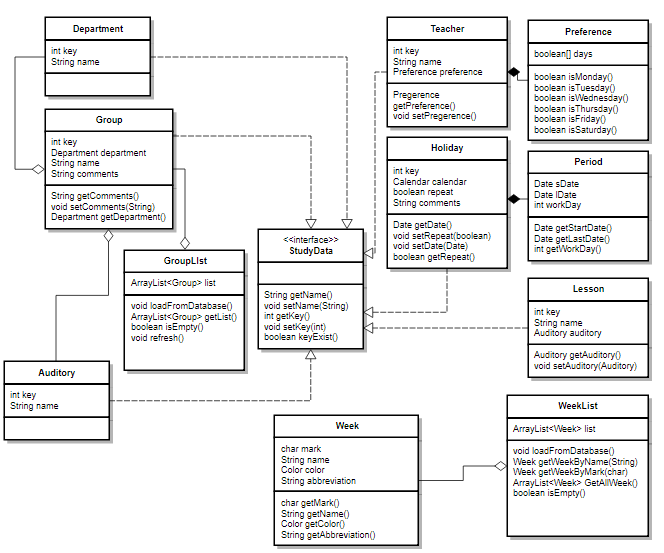 Department
int key
String name
Group
int key
Department department
String name
String comments
String getComments()
void setComments(String)
Department getDepartment()
GroupLIst
ArrayList<Group> list
void loadFromDatabase()
ArrayList<Group> getList()
boolean isEmpty()
void refresh()
Auditory
int key
String name
<<interface>>
StudyData
String getName()
void setName(String)
int getKey()
void setKey(int)
boolean keyExist()
Teacher
int key
String name
Preference preference
Pregerence
getPreference()
void setPregerence()
Preference
boolean[] days
boolean isMonday()
boolean isTuesday()
boolean isWednesday()
boolean isThursday()
boolean isFriday()
boolean isSaturday()
Holiday
int key
Calendar calendar
boolean repeat
String comments
Date getDate()
void setRepeat(boolean)
void setDate(Date)
boolean getRepeat()
Period
Date sDate
Date lDate
int workDay
Date getStartDate()
Date getLastDate()
int getWorkDay()
Lesson
int key
String name
Auditory auditory
Auditory getAuditory()
void setAuditory(Auditory)
Week
char mark
String name
Color color
String abbreviation
char getMark()
String getName()
Color getColor()
String getAbbreviation()
WeekList
ArrayList<Week> list
void loadFromDatabase()
Week getWeekByName(String)
Week getWeekByMark(char)
ArrayList<Week> GetAllWeek()
boolean isEmpty()